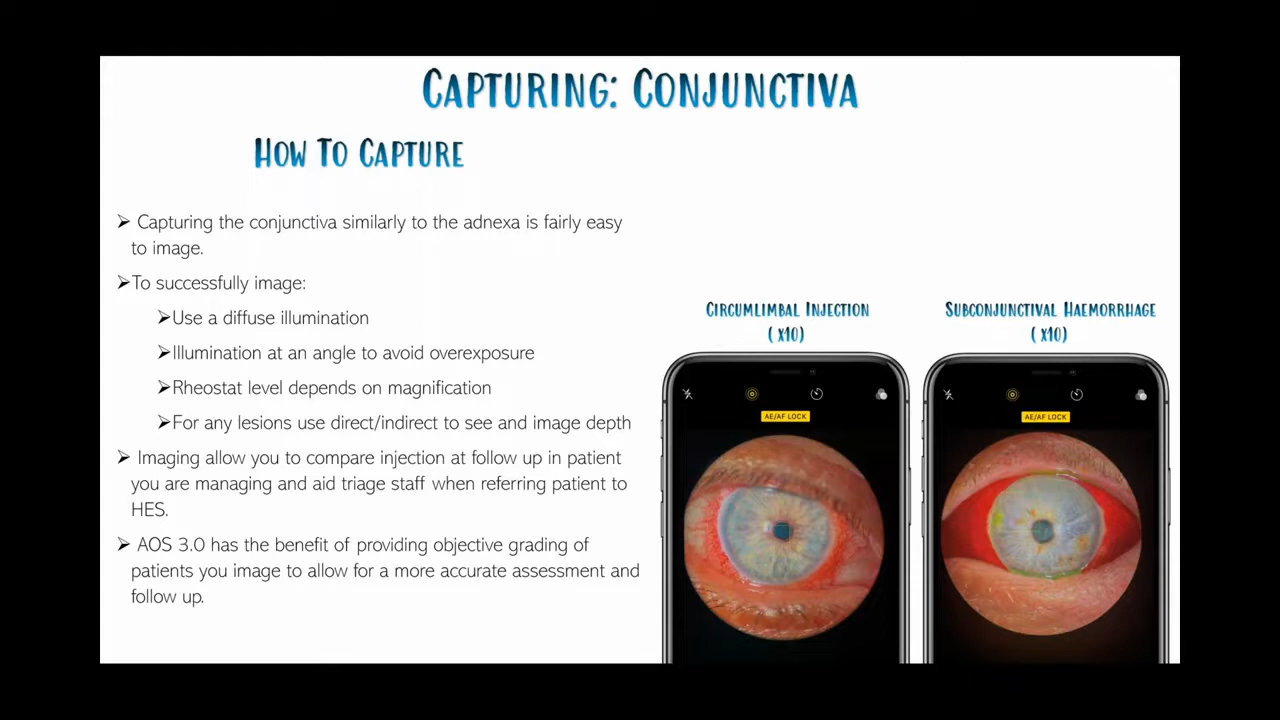 CAPTURING: CONJUNCTIVA
HOW TO CAPTURE
➢ Capturing the conjunctiva similarly to the adnexa is fairly easy
to image.
➢To successfully image:
➢Use a diffuse illumination
➢Illumination at an angle to avoid overexposure
➢Rheostat level depends on magnification
➢For any lesions use direct/indirect to see and image depth
➢ Imaging allow you to compare injection at follow up in patient
you are managing and aid triage staff when referring patient to
HES.
➢ AOS 3.0 has the benefit of providing objective grading of
patients you image to allow for a more accurate assessment and
follow up.
CIRCUMLIMBAL INJECTION
( X10)
AE/AF LOCK
SUBCONJUNCTIVAL HAEMORRHAGE
( X10)
AE/AF LOCK